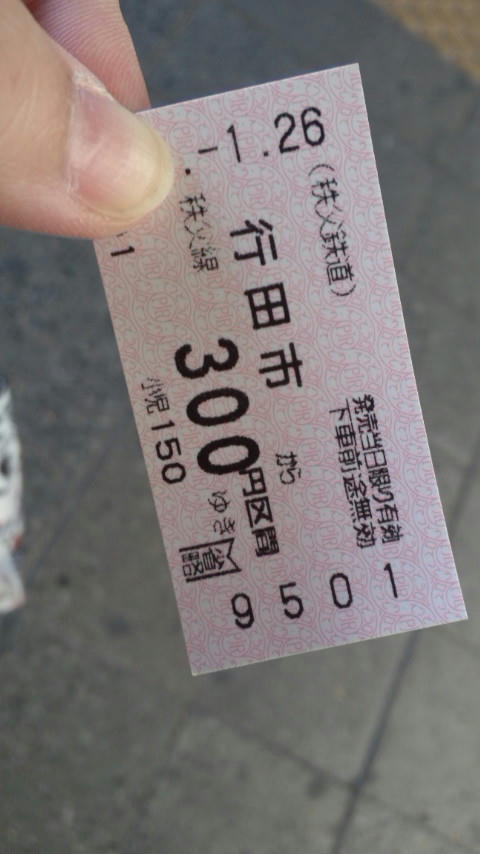 -1.26
(秩父鉄道)
秩父線
行田市 から
300円区間 ゆき
小児150
発売当日限り有効
下車前途無効
省略
9501